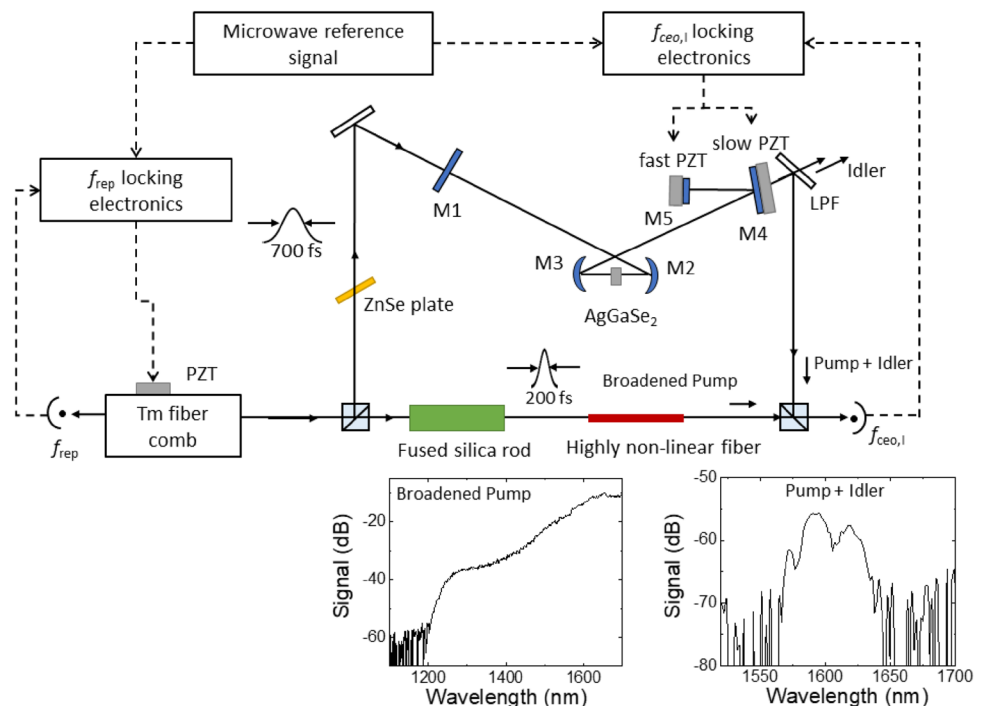 Microwave reference
signal
f_ceo,I locking
electronics
slow PZT
fast PZT
Idler
LPF
f_rep locking
electronics
M1
M5
M4
700 fs
M3
M2
ZnSe plate
AgGaSe₂
PZT
Pump + Idler
200 fs
Broadened Pump
Tm fiber
comb
f_rep
Fused silica rod
Highly non-linear fiber
f_ceo,I
Broadened Pump
-20
-40
-60
Signal (dB)
1200
1400
1600
Wavelength (nm)
Pump + Idler
-50
-60
-70
-80
Signal (dB)
1550
1600
1650
1700
Wavelength (nm)